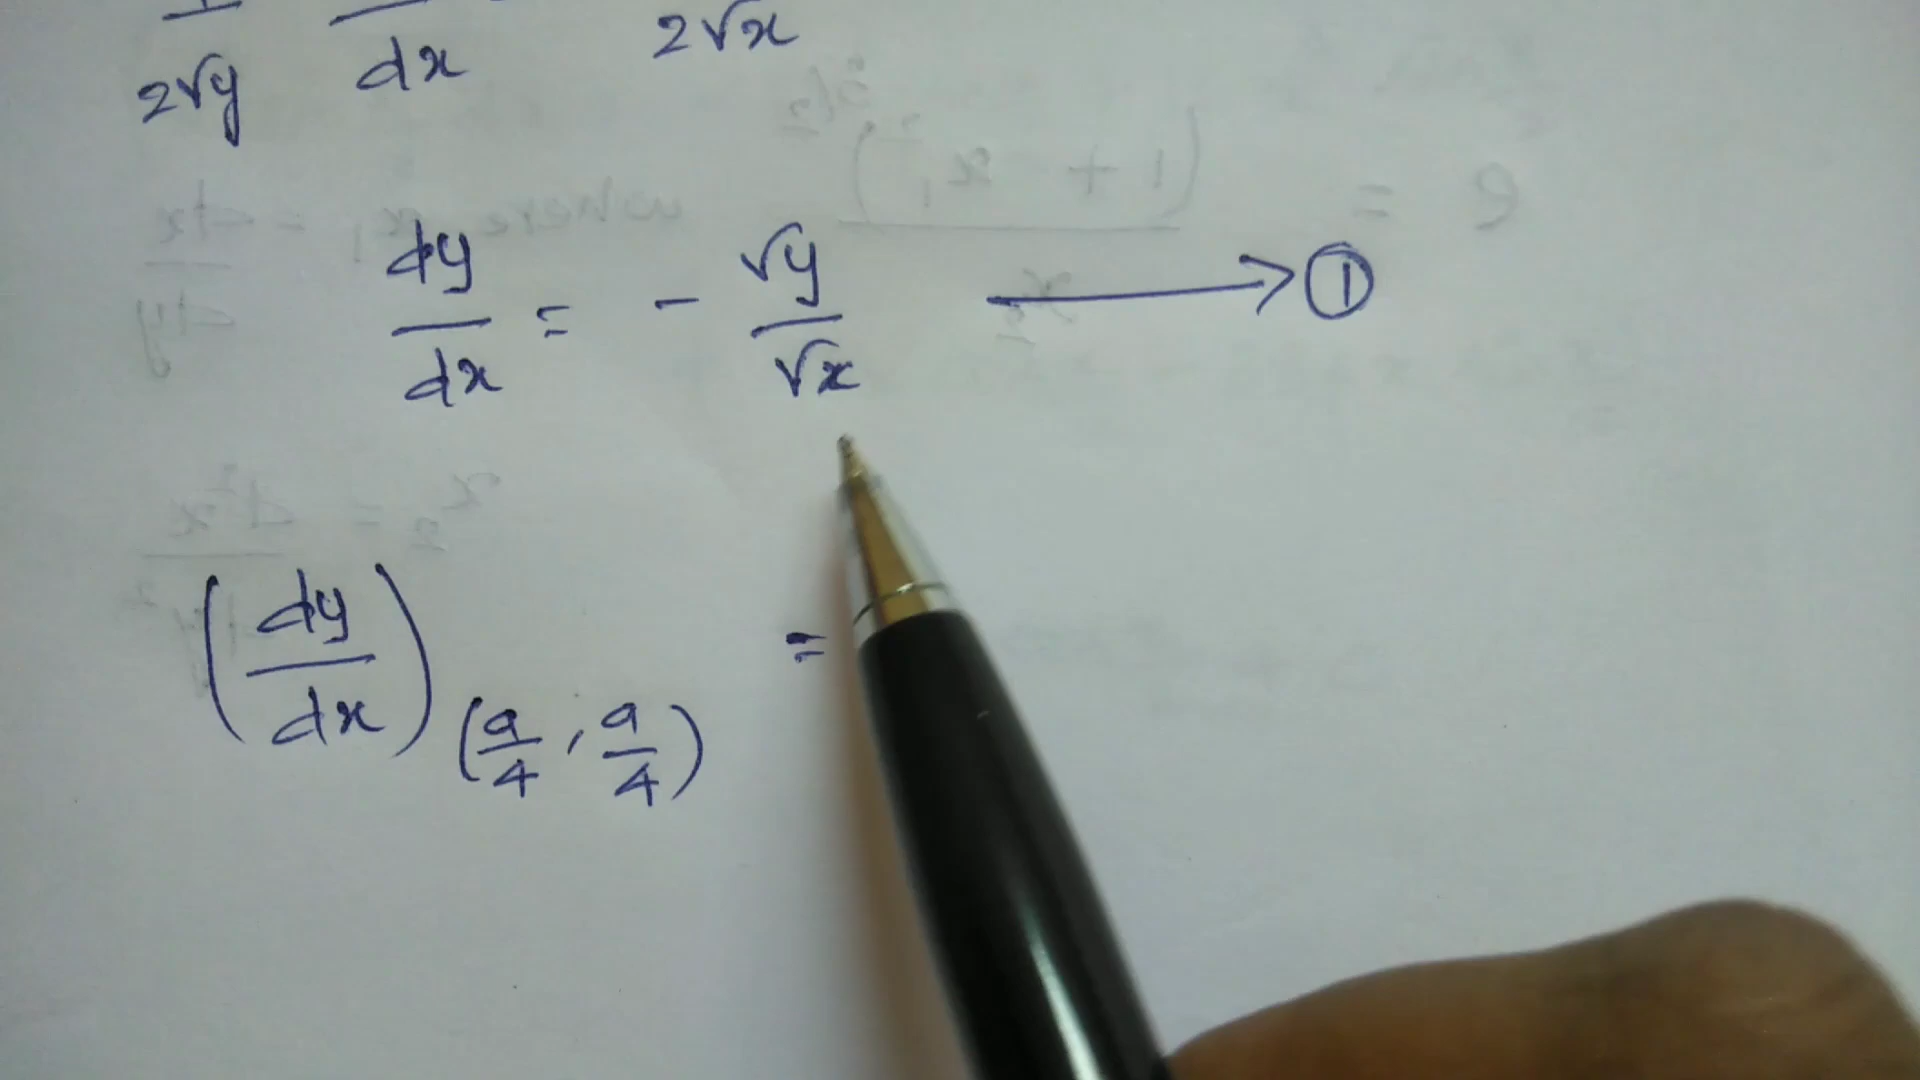 2√y dx 2√x
dy/dx = - √y/√x ⟶ ①
(dy/dx)(a/4, a/4) =